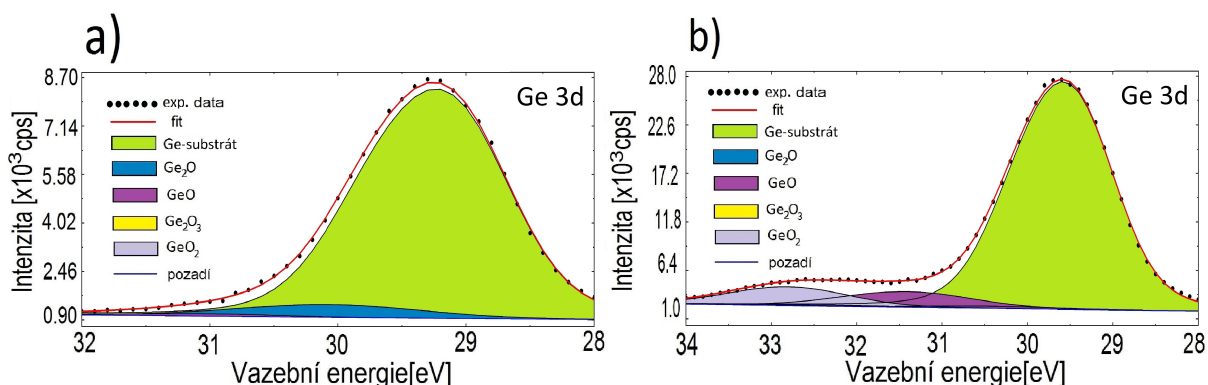 a)
Intenzita [x10³cps]
8.70
7.14
5.58
4.02
2.46
0.90
exp. data
fit
Ge-substrát
Ge₂O
GeO
Ge₂O₃
GeO₂
pozadí
Ge 3d
32 31 30 29 28
Vazební energie[eV]
b)
Intenzita [x10³cps]
28.0
22.6
17.2
11.8
6.4
1.0
exp. data
fit
Ge-substrát
Ge₂O
GeO
Ge₂O₃
GeO₂
pozadí
Ge 3d
34 33 32 31 30 29 28
Vazební energie[eV]